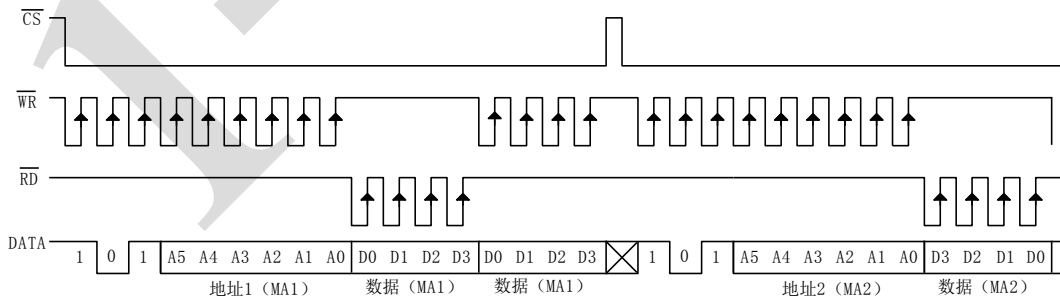 CS
WR
RD
DATA 1 0 1 A5 A4 A3 A2 A1 A0 D0 D1 D2 D3 D0 D1 D2 D3 1 0 1 A5 A4 A3 A2 A1 A0 D3 D2 D1 D0
地址1（MA1） 数据（MA1） 数据（MA1） 地址2（MA2） 数据（MA2）